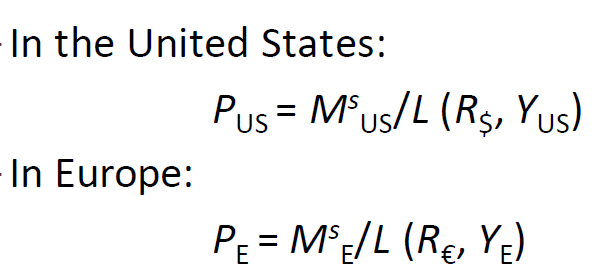 -In the United States:
P_US = M^s_US/L (R_$, Y_US)
-In Europe:
P_E = M^s_E/L (R_€, Y_E)